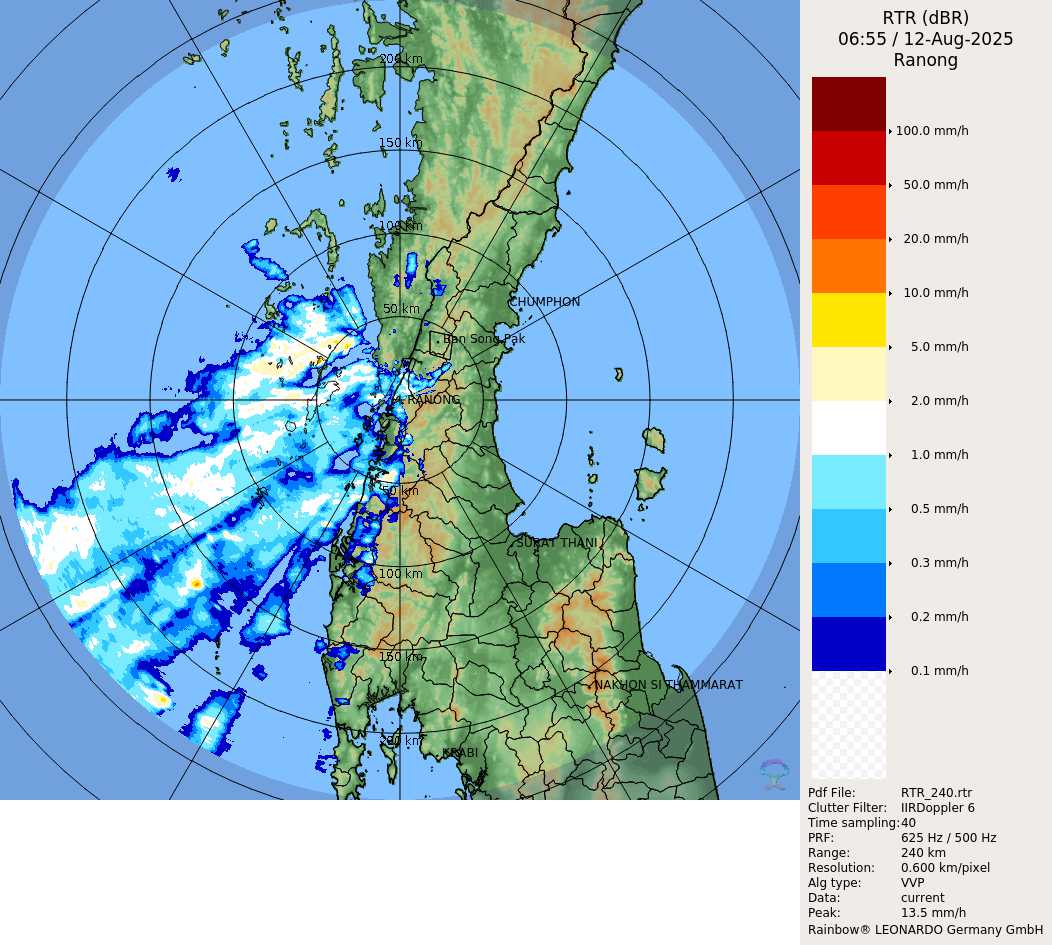 RTR (dBR)
06:55 / 12-Aug-2025
Ranong
200 km
150 km
100 km
CHUMPHON
50 km
Ban Song Pak
M. RANONG
50 km
SURAT THANI
100 km
150 km
NAKHON SI THAMMARAT
200 km
KRABI
100.0 mm/h
50.0 mm/h
20.0 mm/h
10.0 mm/h
5.0 mm/h
2.0 mm/h
1.0 mm/h
0.5 mm/h
0.3 mm/h
0.2 mm/h
0.1 mm/h
Pdf File: RTR_240.rtr
Clutter Filter: IIRDoppler 6
Time sampling:40
PRF: 625 Hz / 500 Hz
Range: 240 km
Resolution: 0.600 km/pixel
Alg type: VVP
Data: current
Peak: 13.5 mm/h
Rainbow® LEONARDO Germany GmbH